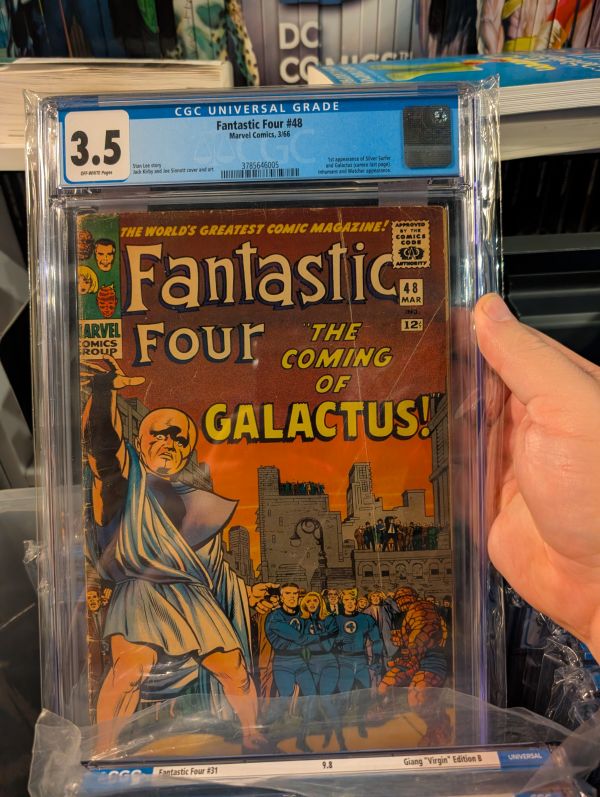 DC
COMICS
CGC UNIVERSAL GRADE
3.5
OFF-WHITE Pages
Fantastic Four #48
Marvel Comics, 3/66
Stan Lee story
Jack Kirby and Joe Sinnott cover and art
3785646005
1st appearance of Silver Surfer
and Galactus (cameo last page).
Inhumans and Watcher appearance.
THE WORLD'S GREATEST COMIC MAGAZINE!
APPROVED
BY THE
COMICS
CODE
AUTHORITY
Fantastic
Four
48
MAR
IND.
12¢
MARVEL
COMICS
GROUP
"THE
COMING
OF
GALACTUS!"
CGC
Fantastic Four #31
9.8
Giang "Virgin" Edition B
UNIVERSAL